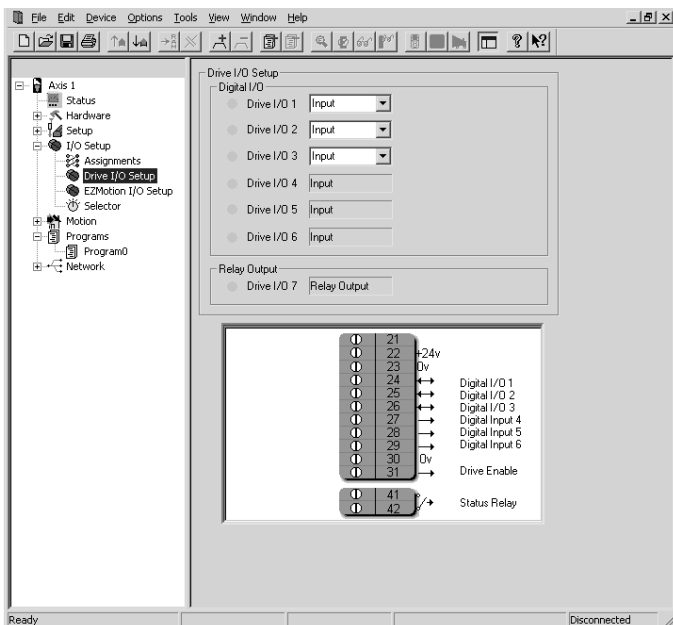 File Edit Device Options Tools View Window Help
Axis 1
Status
Hardware
Setup
I/O Setup
Assignments
Drive I/O Setup
EZMotion I/O Setup
Selector
Motion
Programs
Program0
Network
Drive I/O Setup
Digital I/O
Drive I/O 1 Input
Drive I/O 2 Input
Drive I/O 3 Input
Drive I/O 4 Input
Drive I/O 5 Input
Drive I/O 6 Input
Relay Output
Drive I/O 7 Relay Output
21
22 +24v
23 0v
24 Digital I/O 1
25 Digital I/O 2
26 Digital I/O 3
27 Digital Input 4
28 Digital Input 5
29 Digital Input 6
30 0v
31 Drive Enable
41
42 Status Relay
Ready Disconnected